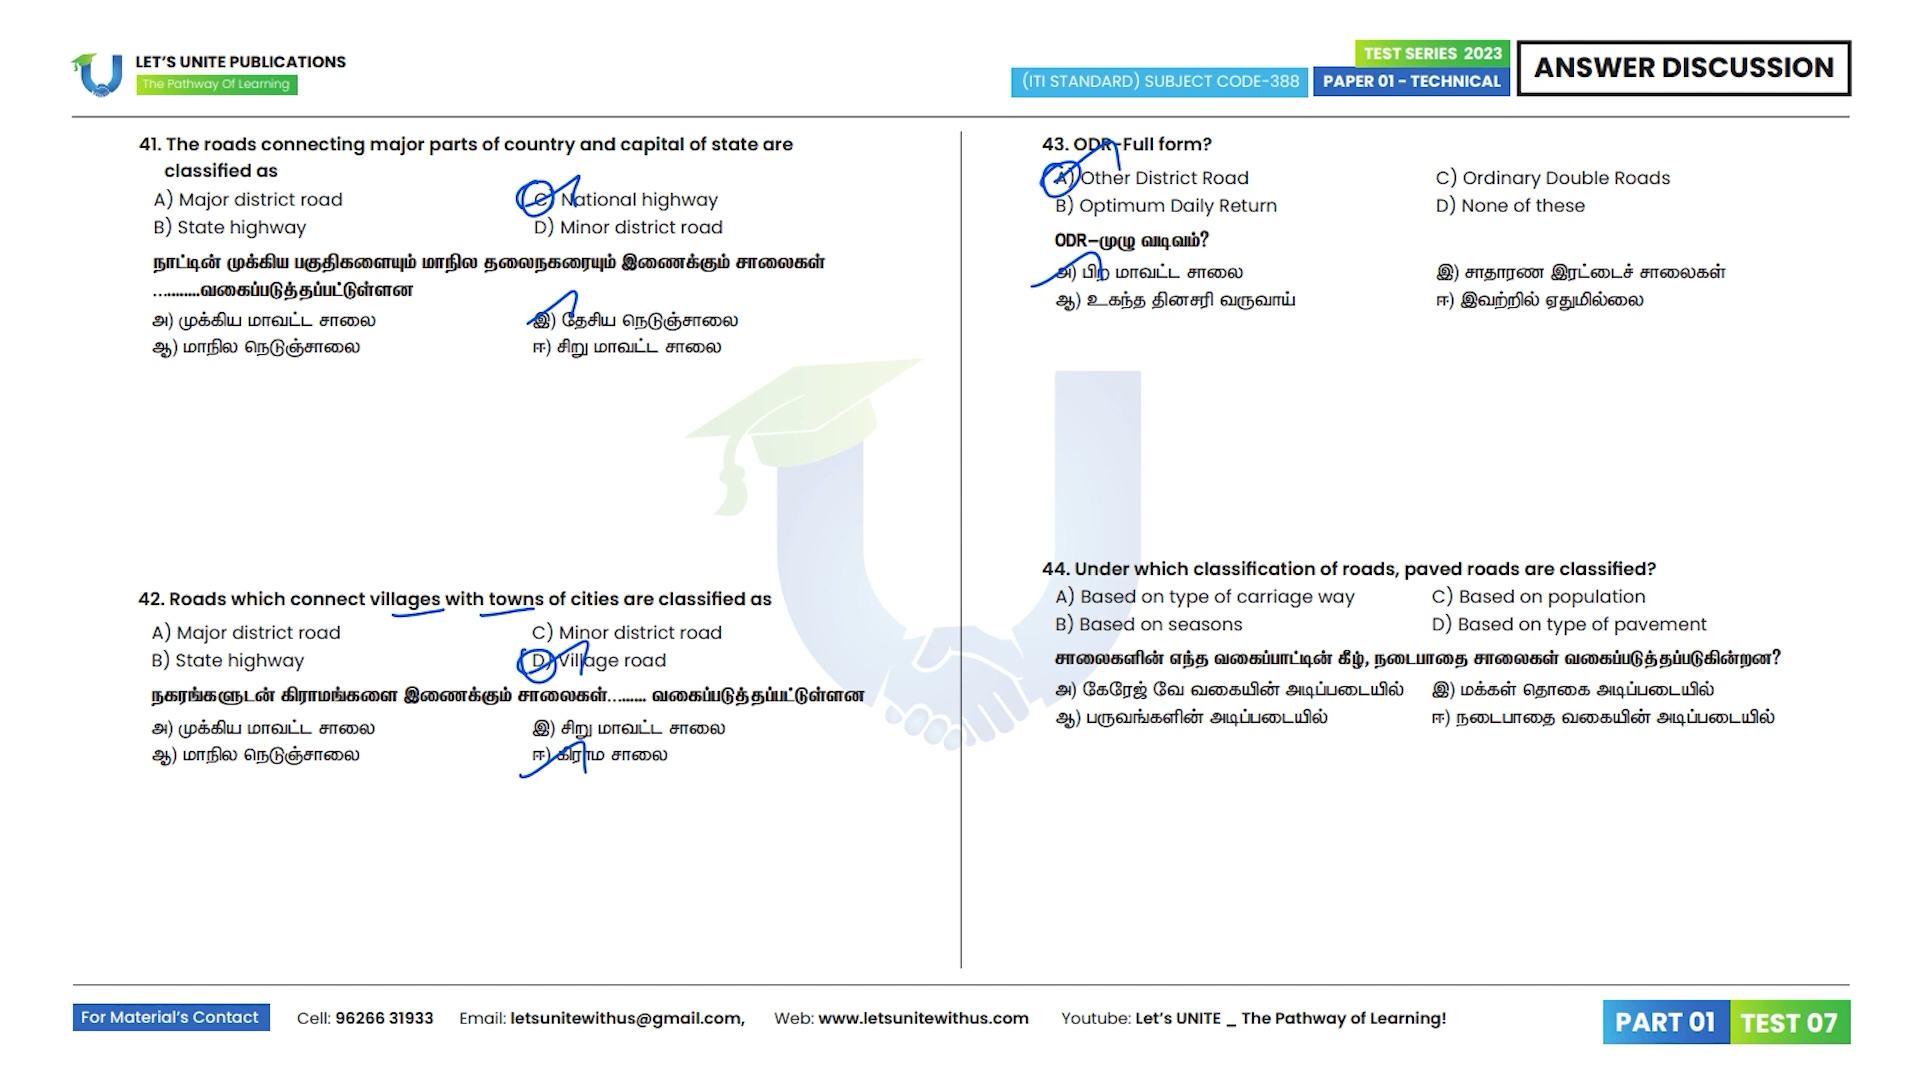 LET'S UNITE PUBLICATIONS
The Pathway Of Learning
TEST SERIES 2023
(ITI STANDARD) SUBJECT CODE-388
PAPER 01 - TECHNICAL
ANSWER DISCUSSION
41. The roads connecting major parts of country and capital of state are
classified as
A) Major district road
C) National highway
B) State highway
D) Minor district road
நாட்டின் முக்கிய பகுதிகளையும் மாநில தலைநகரையும் இணைக்கும் சாலைகள்
...........வகைப்படுத்தப்பட்டுள்ளன
அ) முக்கிய மாவட்ட சாலை
இ) தேசிய நெடுஞ்சாலை
ஆ) மாநில நெடுஞ்சாலை
ஈ) சிறு மாவட்ட சாலை
42. Roads which connect villages with towns of cities are classified as
A) Major district road
C) Minor district road
B) State highway
D) Village road
நகரங்களுடன் கிராமங்களை இணைக்கும் சாலைகள்......... வகைப்படுத்தப்பட்டுள்ளன
அ) முக்கிய மாவட்ட சாலை
இ) சிறு மாவட்ட சாலை
ஆ) மாநில நெடுஞ்சாலை
ஈ) கிராம சாலை
43. ODR-Full form?
A) Other District Road
C) Ordinary Double Roads
B) Optimum Daily Return
D) None of these
ODR-முழு வடிவம்?
அ) பிற மாவட்ட சாலை
இ) சாதாரண இரட்டைச் சாலைகள்
ஆ) உகந்த தினசரி வருவாய்
ஈ) இவற்றில் ஏதுமில்லை
44. Under which classification of roads, paved roads are classified?
A) Based on type of carriage way
C) Based on population
B) Based on seasons
D) Based on type of pavement
சாலைகளின் எந்த வகைப்பாட்டின் கீழ், நடைபாதை சாலைகள் வகைப்படுத்தப்படுகின்றன?
அ) கேரேஜ் வே வகையின் அடிப்படையில்
இ) மக்கள் தொகை அடிப்படையில்
ஆ) பருவங்களின் அடிப்படையில்
ஈ) நடைபாதை வகையின் அடிப்படையில்
For Material's Contact
Cell: 96266 31933
Email: letsunitewithus@gmail.com,
Web: www.letsunitewithus.com
Youtube: Let's UNITE _ The Pathway of Learning!
PART 01
TEST 07